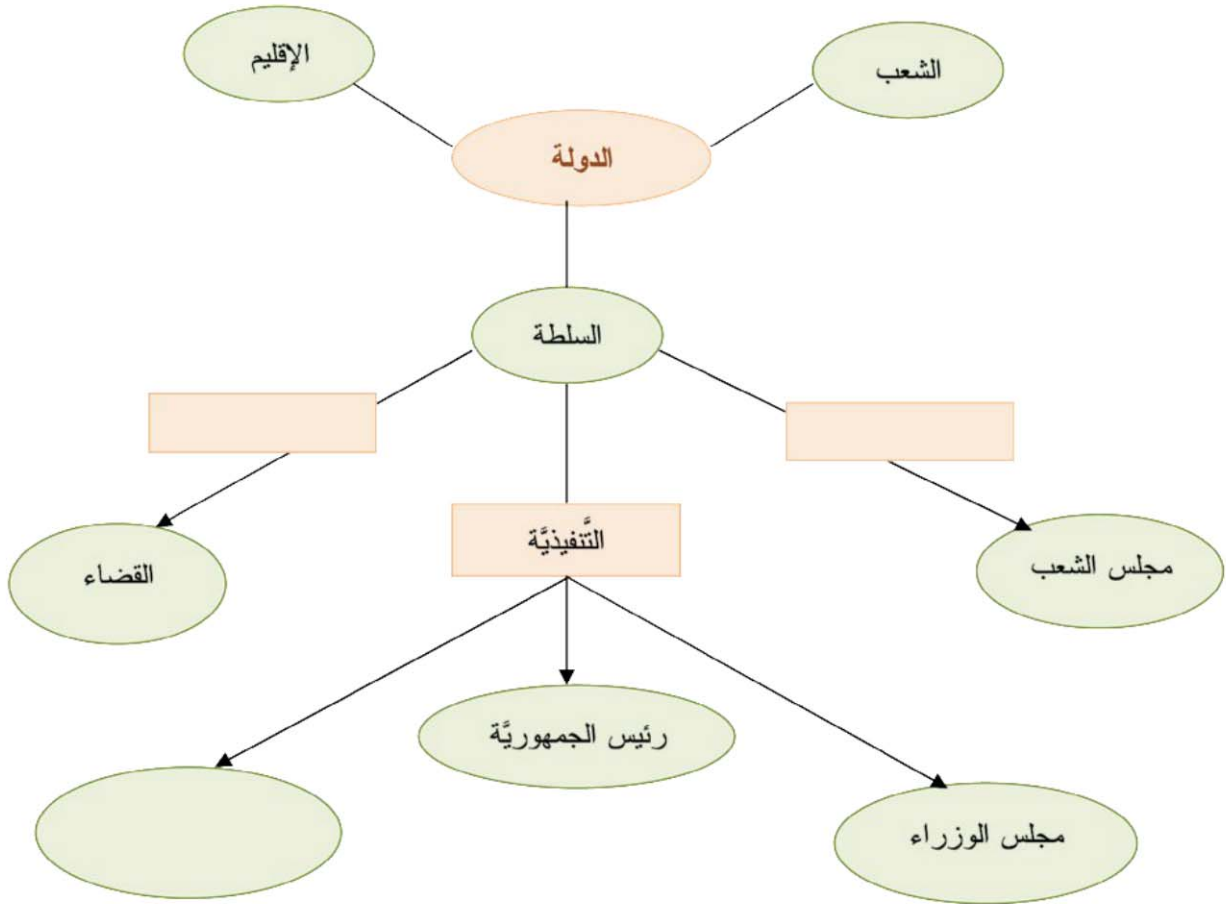 الشعب
الإقليم
الدولة
السلطة
التَّنفيذيَّة
مجلس الشعب
القضاء
رئيس الجمهوريَّة
مجلس الوزراء